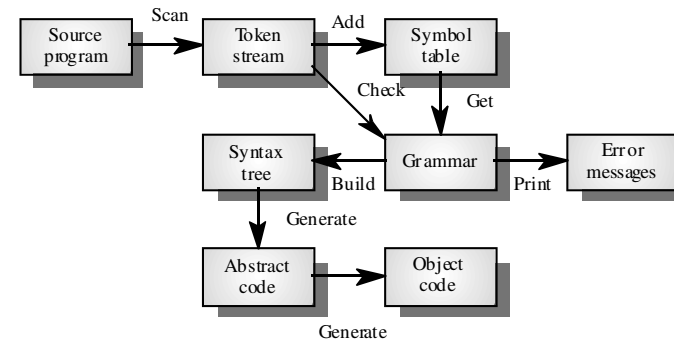 Scan
Source
program
Token
stream
Add
Symbol
table
Check
Get
Syntax
tree
Build
Grammar
Print
Error
messages
Generate
Abstract
code
Object
code
Generate